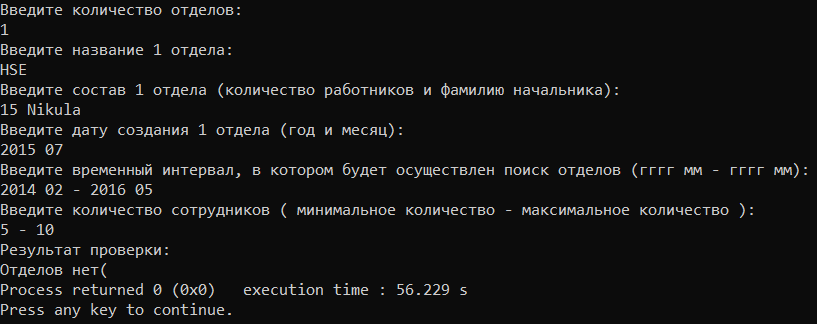 Введите количество отделов:
1
Введите название 1 отдела:
HSE
Введите состав 1 отдела (количество работников и фамилию начальника):
15 Nikula
Введите дату создания 1 отдела (год и месяц):
2015 07
Введите временный интервал, в котором будет осуществлен поиск отделов (гггг мм - гггг мм):
2014 02 - 2016 05
Введите количество сотрудников ( минимальное количество - максимальное количество ):
5 - 10
Результат проверки:
Отделов нет(
Process returned 0 (0x0)   execution time : 56.229 s
Press any key to continue.